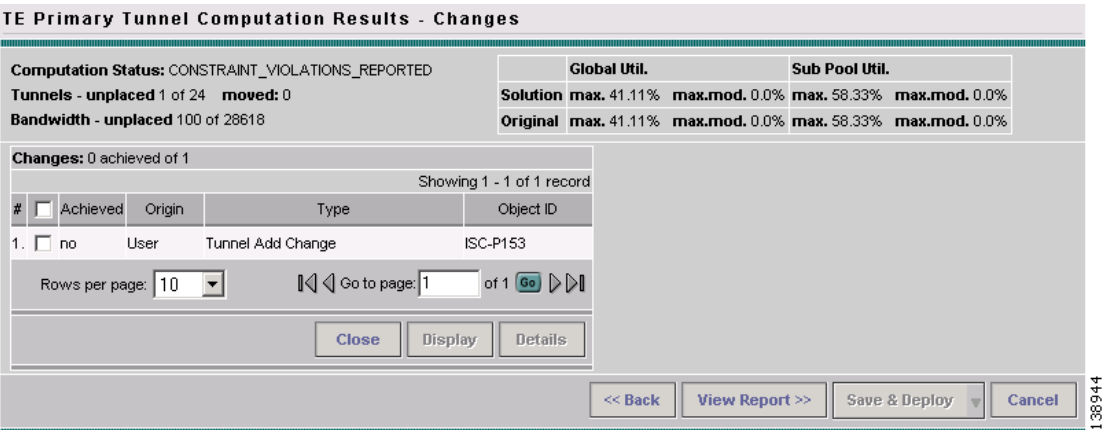 TE Primary Tunnel Computation Results - Changes
Computation Status: CONSTRAINT_VIOLATIONS_REPORTED
Tunnels - unplaced 1 of 24 moved: 0
Bandwidth - unplaced 100 of 28618
Global Util. Sub Pool Util.
Solution max. 41.11% max.mod. 0.0% max. 58.33% max.mod. 0.0%
Original max. 41.11% max.mod. 0.0% max. 58.33% max.mod. 0.0%
Changes: 0 achieved of 1
Showing 1 - 1 of 1 record
# Achieved Origin Type Object ID
1. no User Tunnel Add Change ISC-P153
Rows per page: 10 Go to page: 1 of 1 Go
Close Display Details
<< Back View Report >> Save & Deploy Cancel
138944